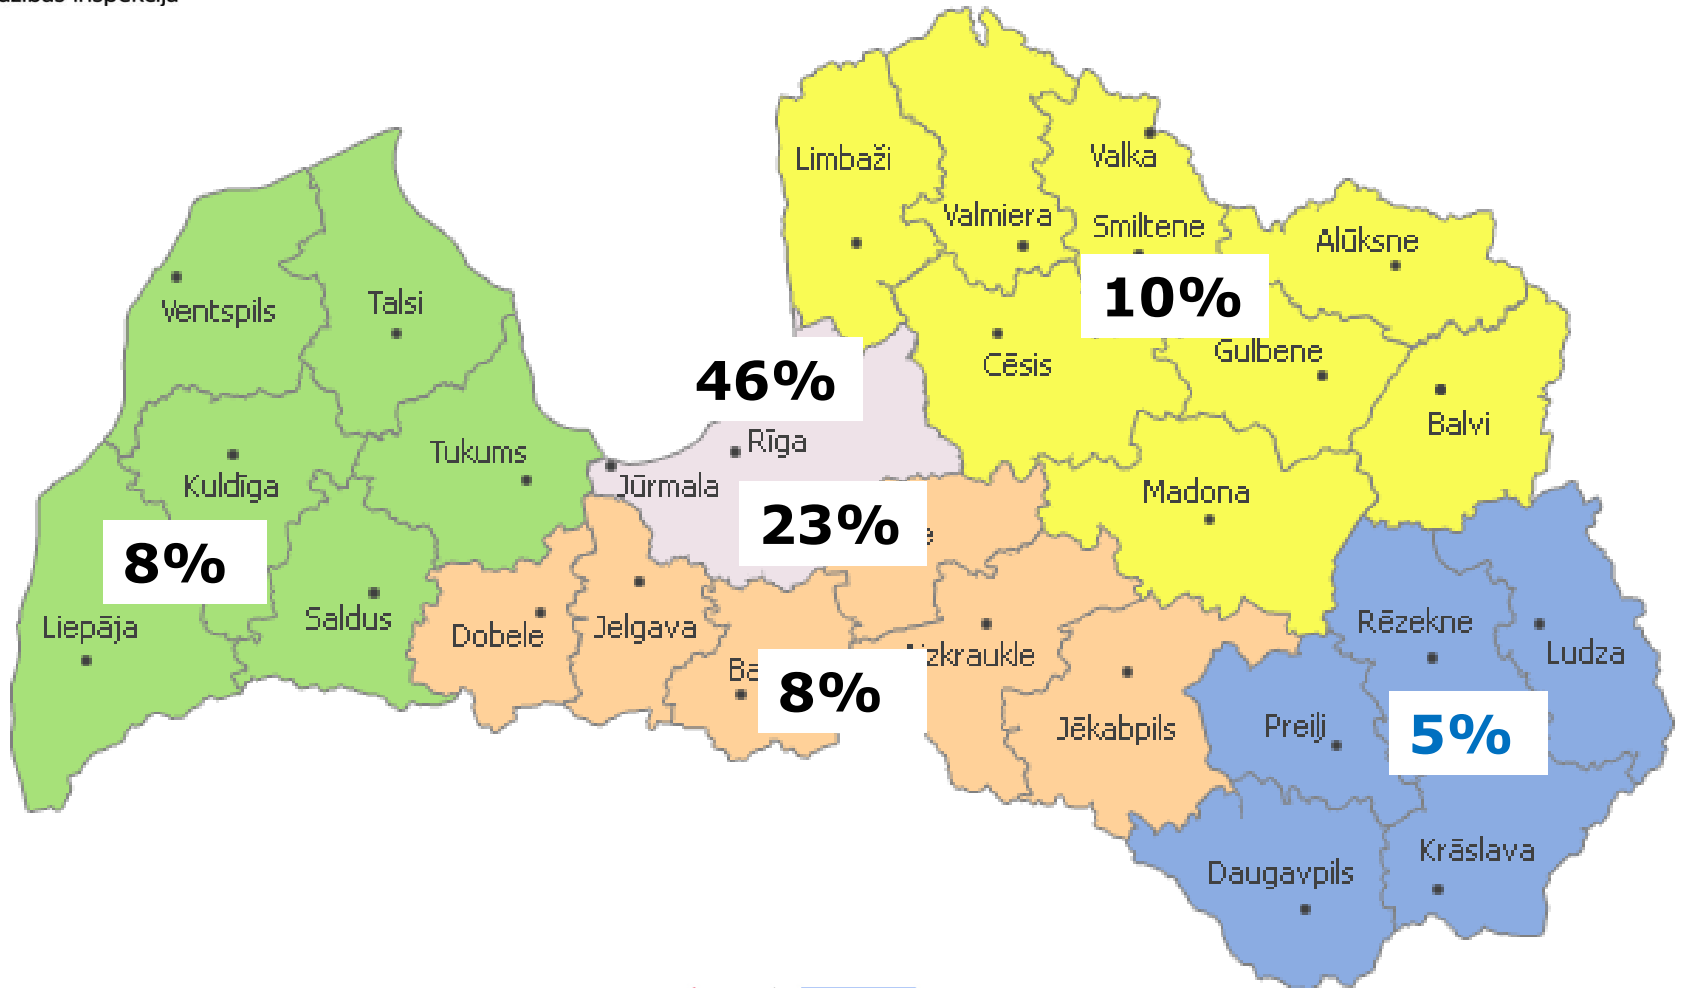 Limbaži
Valka
Valmiera
Smiltene
Alūksne
10%
Ventspils
Talsi
Cēsis
Gulbene
46%
Balvi
Rīga
Tukums
Kuldīga
Jūrmala
Madona
23%
8%
Liepāja
Saldus
Dobele
Jelgava
8%
Jēkabpils
Rēzekne
Ludza
Preiļi
5%
Krāslava
Daugavpils